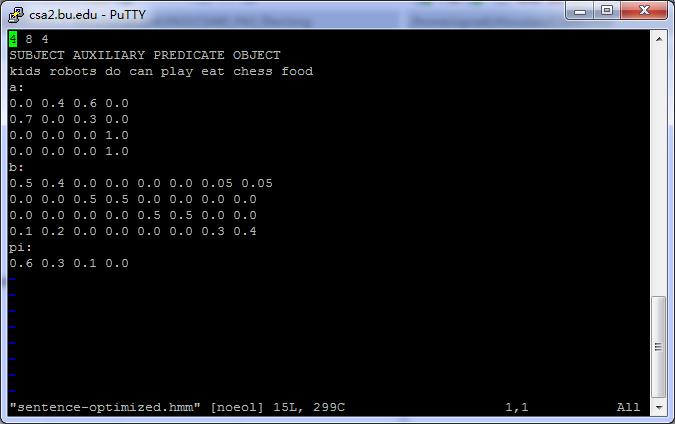 csa2.bu.edu - PuTTY
4 8 4
SUBJECT AUXILIARY PREDICATE OBJECT
kids robots do can play eat chess food
a:
0.0 0.4 0.6 0.0
0.7 0.0 0.3 0.0
0.0 0.0 0.0 1.0
0.0 0.0 0.0 1.0
b:
0.5 0.4 0.0 0.0 0.0 0.0 0.05 0.05
0.0 0.0 0.5 0.5 0.0 0.0 0.0 0.0
0.0 0.0 0.0 0.0 0.5 0.5 0.0 0.0
0.1 0.2 0.0 0.0 0.0 0.0 0.3 0.4
pi:
0.6 0.3 0.1 0.0
~
~
~
~
~
~
~
~
"sentence-optimized.hmm" [noeol] 15L, 299C 1,1 All